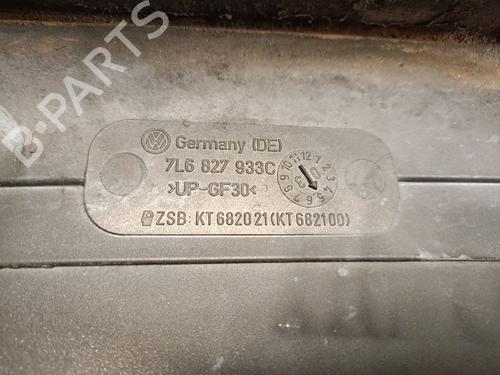 Germany (DE)
7L6 827 933C
>UP-GF30<
ZSB: KT 682021 (KT 682100)
B-PARTS